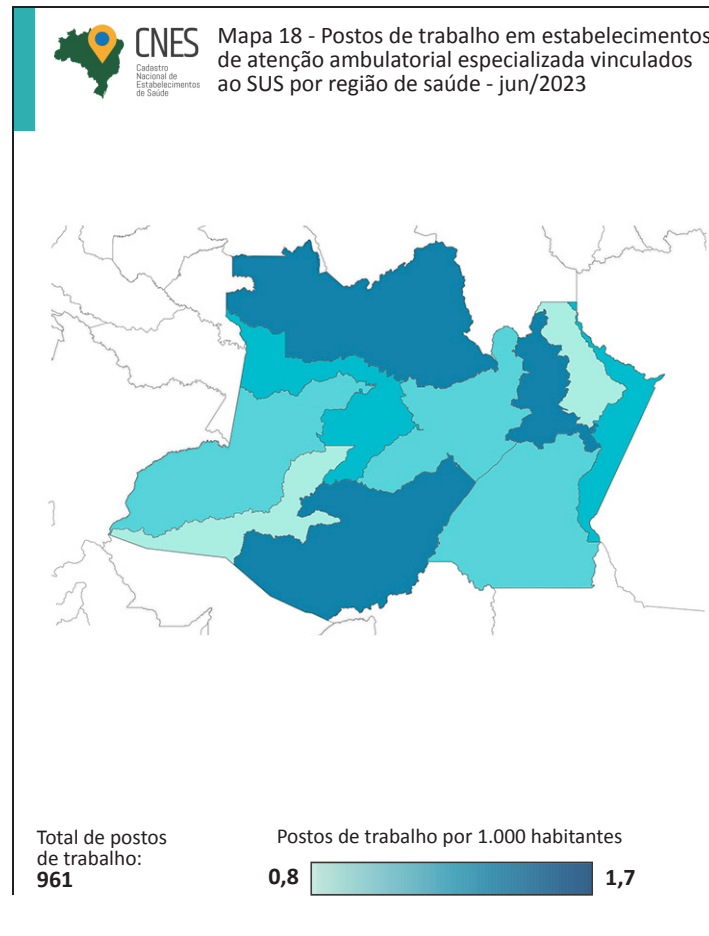 CNES
Cadastro
Nacional de
Estabelecimentos
de Saúde
Mapa 18 - Postos de trabalho em estabelecimentos
de atenção ambulatorial especializada vinculados
ao SUS por região de saúde - jun/2023
Total de postos
de trabalho:
961
Postos de trabalho por 1.000 habitantes
0,8 1,7